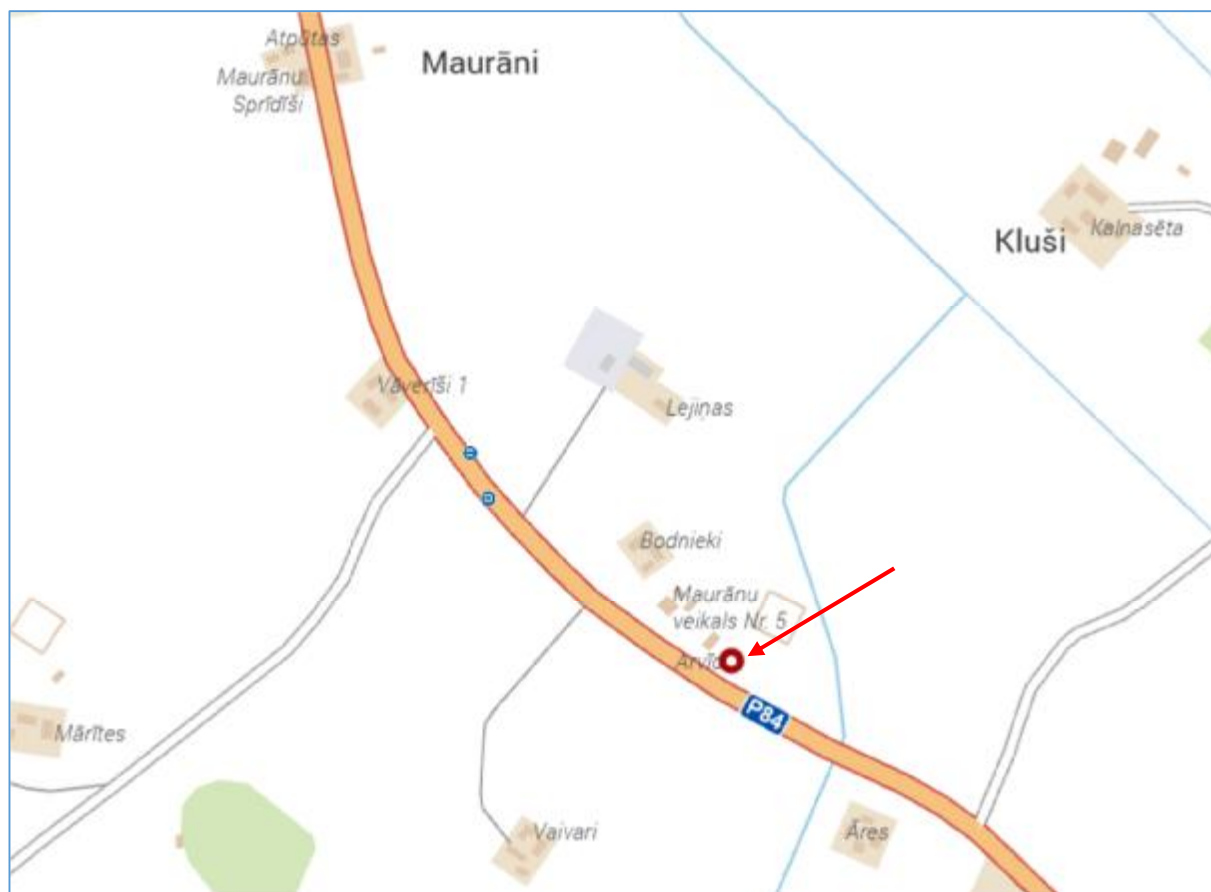 Atpūtas
Maurānu
Sprīdīši
Maurāni
Kluši
Kalnasēta
Vāverīši 1
Lejiņas
Bodnieki
Maurānu
veikals Nr. 5
P84
Mārītes
Vaivari
Āres